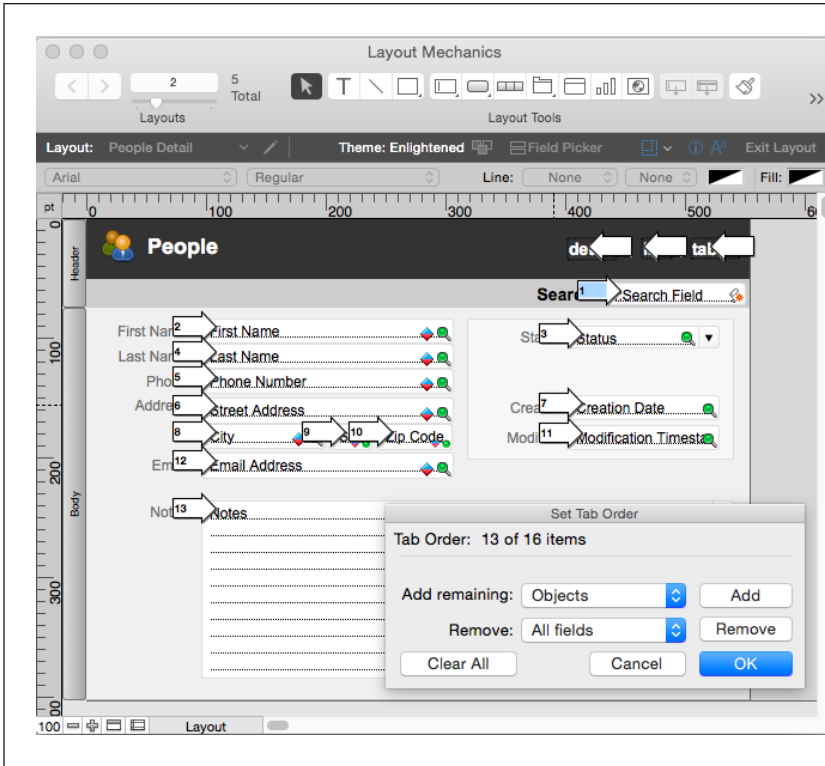 Layout Mechanics
2
5
Total
Layouts
Layout Tools
Layout: People Detail
Theme: Enlightened
Field Picker
Exit Layout
Arial
Regular
Line:
None
None
Fill:
pt
0 100 200 300 400 500
Header
People
de
tab
Sear 1 Search Field
First Nar 2 First Name
Sta 3 Status
Last Nar 4 Last Name
Pho 5 Phone Number
Addre 6 Street Address
Crea 7 Creation Date
8 City 9 10 Zip Code
Modi 11 Modification Timesta
Em 12 Email Address
Not 13 Notes
0
100
200
300
Body
Set Tab Order
Tab Order: 13 of 16 items
Add remaining: Objects Add
Remove: All fields Remove
Clear All Cancel OK
100
Layout